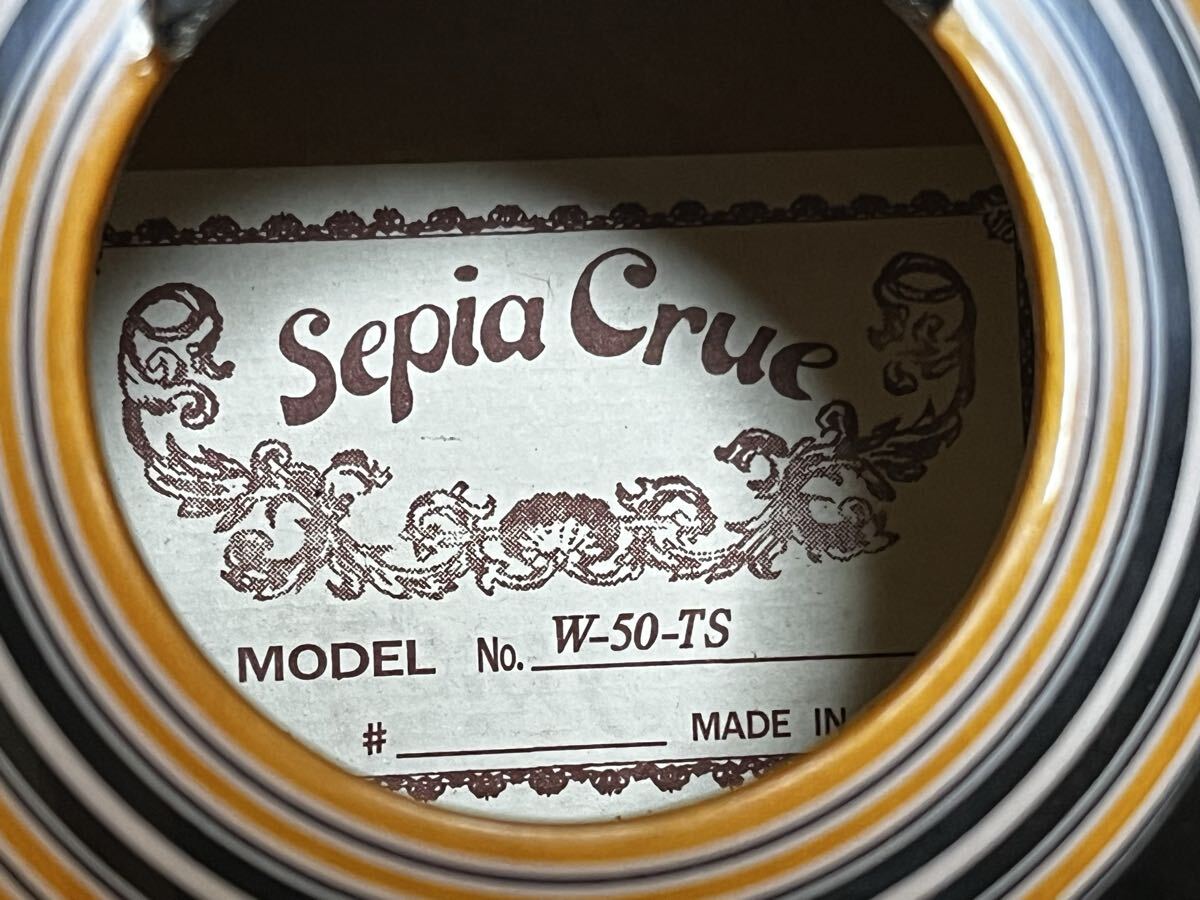 Sepia Crue
MODEL No. W-50-TS
# MADE IN